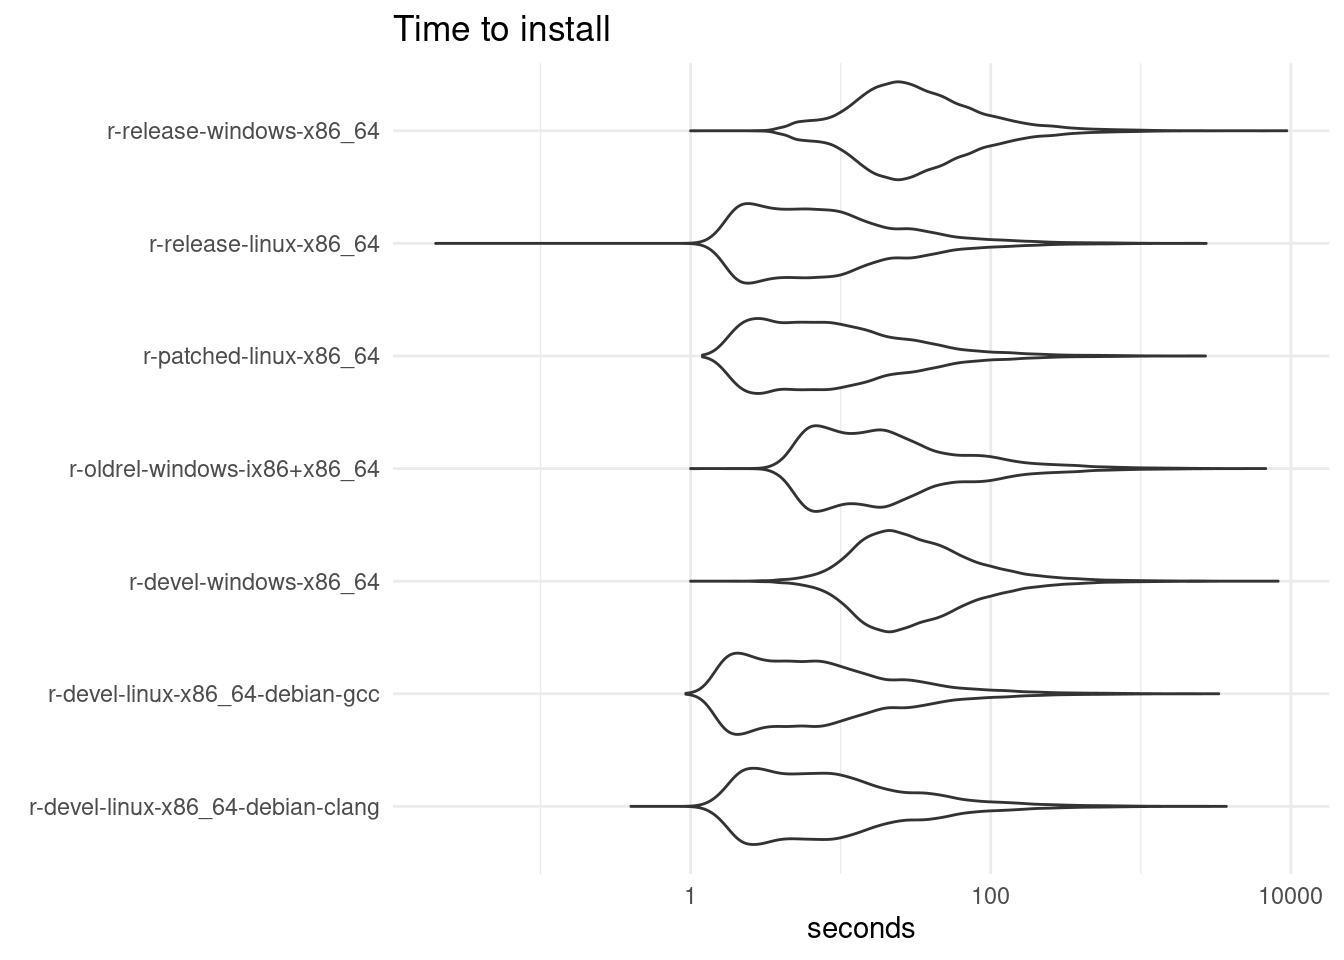 Time to install
r-release-windows-x86_64
r-release-linux-x86_64
r-patched-linux-x86_64
r-oldrel-windows-ix86+x86_64
r-devel-windows-x86_64
r-devel-linux-x86_64-debian-gcc
r-devel-linux-x86_64-debian-clang
1 100 10000
seconds